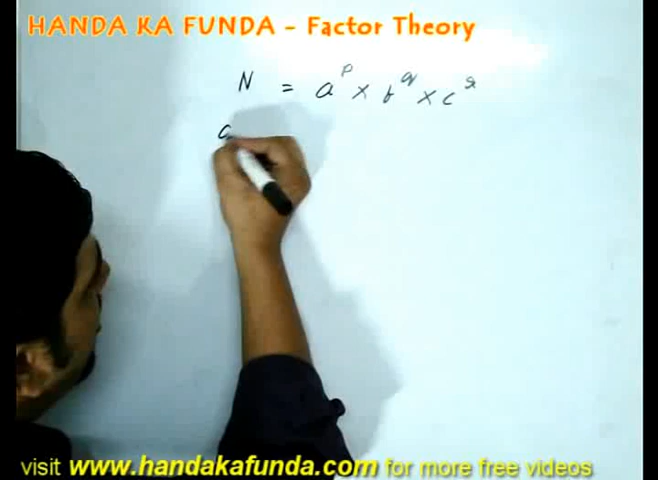 HANDA KA FUNDA - Factor Theory
N = a^p × b^q × c^r
a
visit www.handakafunda.com for more free videos